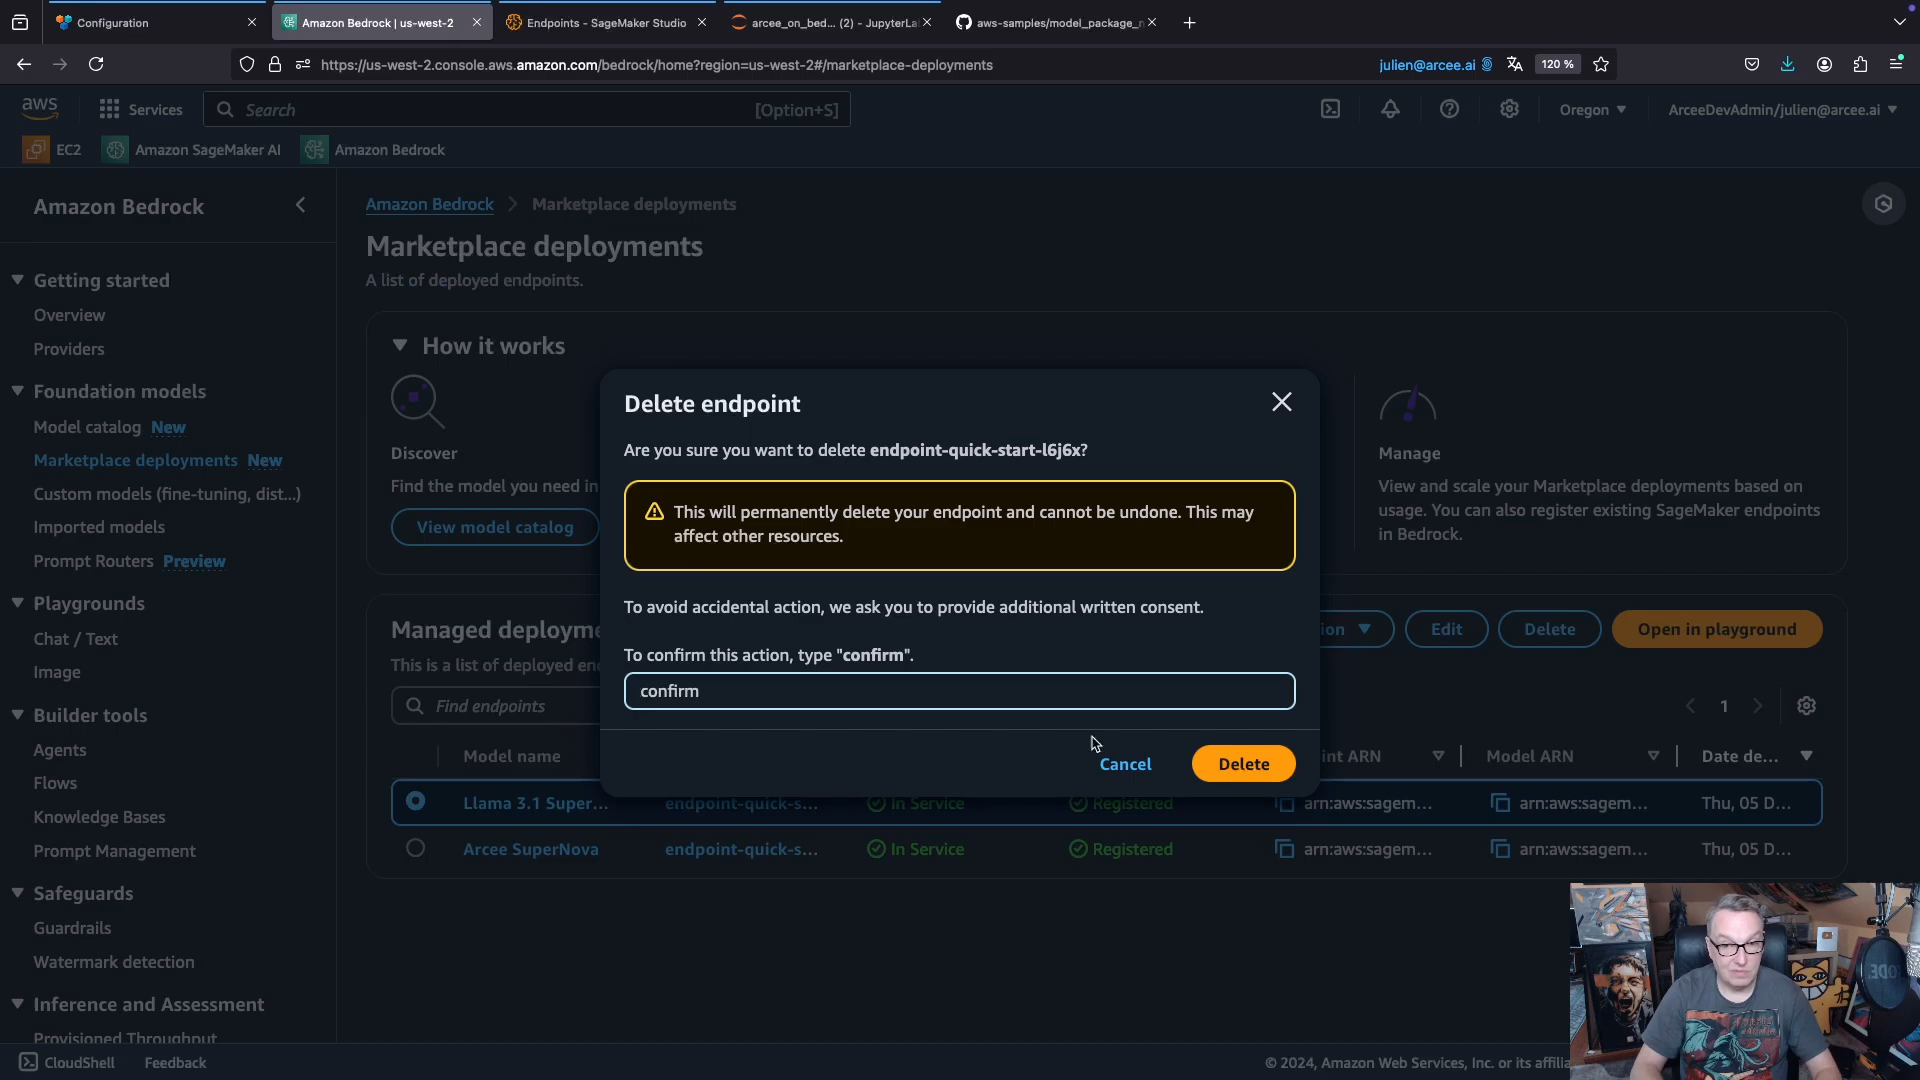 Configuration
Amazon Bedrock | us-west-2
Endpoints - SageMaker Studio
arcee_on_bed... (2) - JupyterLa
aws-samples/model_package_
https://us-west-2.console.aws.amazon.com/bedrock/home?region=us-west-2#/marketplace-deployments
julien@arcee.ai
120 %
aws
Services
Search
[Option+S]
Oregon
ArceeDevAdmin/julien@arcee.ai
EC2
Amazon SageMaker AI
Amazon Bedrock
Amazon Bedrock
Getting started
Overview
Providers
Foundation models
Model catalog New
Marketplace deployments New
Custom models (fine-tuning, dist...)
Imported models
Prompt Routers Preview
Playgrounds
Chat / Text
Image
Builder tools
Agents
Flows
Knowledge Bases
Prompt Management
Safeguards
Guardrails
Watermark detection
Inference and Assessment
Provisioned Throughput
Amazon Bedrock
Marketplace deployments
Marketplace deployments
A list of deployed endpoints.
How it works
Discover
Find the model you need in
View model catalog
Manage
View and scale your Marketplace deployments based on
usage. You can also register existing SageMaker endpoints
in Bedrock.
Delete endpoint
Are you sure you want to delete endpoint-quick-start-l6j6x?
This will permanently delete your endpoint and cannot be undone. This may
affect other resources.
To avoid accidental action, we ask you to provide additional written consent.
To confirm this action, type "confirm".
confirm
Cancel
Delete
Managed deployme
This is a list of deployed en
Find endpoints
ion
Edit
Delete
Open in playground
1
Model name
int ARN
Model ARN
Date de...
Llama 3.1 Super...
endpoint-quick-s...
In Service
Registered
arn:aws:sagem...
arn:aws:sagem...
Thu, 05 D...
Arcee SuperNova
endpoint-quick-s...
In Service
Registered
arn:aws:sagem...
arn:aws:sagem...
Thu, 05 D...
CloudShell
Feedback
© 2024, Amazon Web Services, Inc. or its affilia